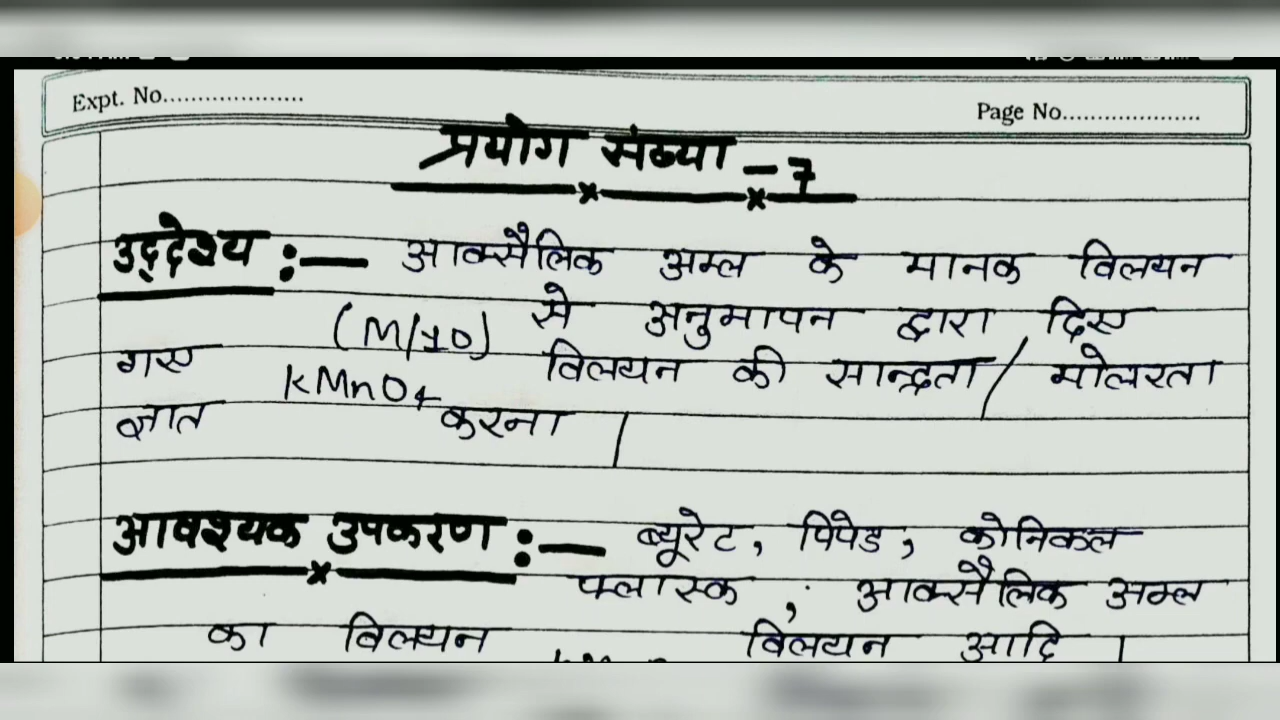 Expt. No....................
Page No....................
प्रयोग संख्या - 7
उद्देश्य :— आक्सैलिक अम्ल के मानक विलयन
(M/10) से अनुमापन द्वारा दिए
गए KMnO4 विलयन की सान्द्रता / मोलरता
ज्ञात करना |
आवश्यक उपकरण :— ब्यूरेट, पिपेड, कोनिकल
फ्लास्क, आक्सैलिक अम्ल
का विलयन विलयन आदि |